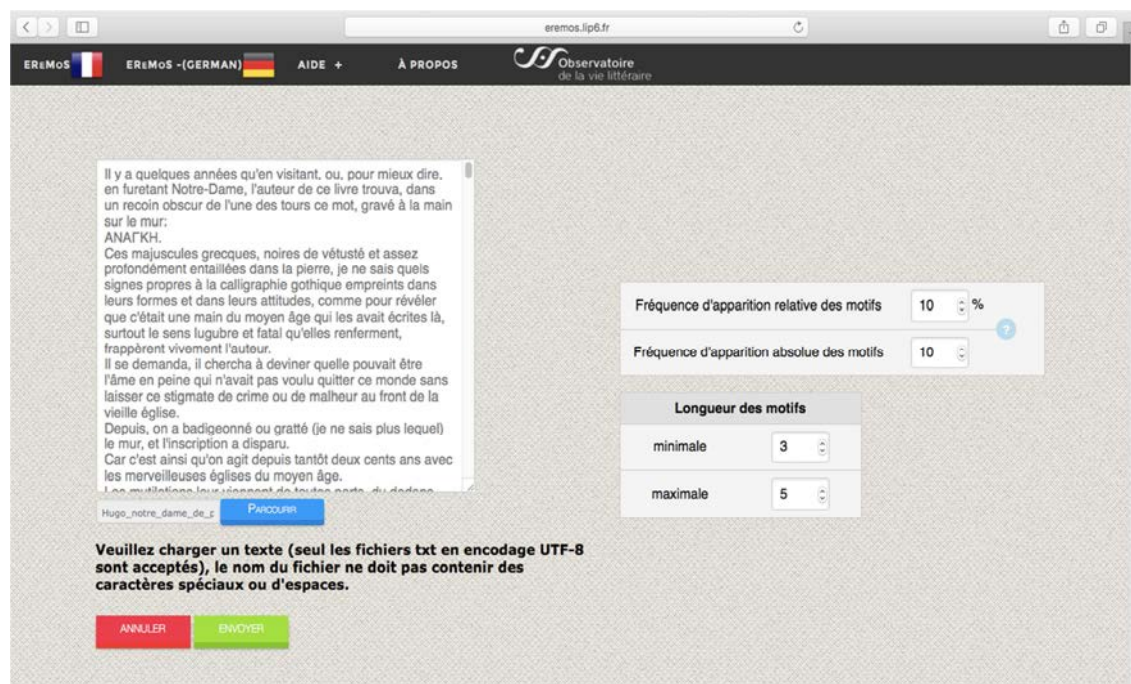 eremos.lip6.fr
EREMOS
EREMOS -(GERMAN)
AIDE +
À PROPOS
Observatoire
de la vie littéraire
Il y a quelques années qu'en visitant, ou, pour mieux dire,
en furetant Notre-Dame, l'auteur de ce livre trouva, dans
un recoin obscur de l'une des tours ce mot, gravé à la main
sur le mur:
ΑΝΑΓΚΗ.
Ces majuscules grecques, noires de vétusté et assez
profondément entaillées dans la pierre, je ne sais quels
signes propres à la calligraphie gothique empreints dans
leurs formes et dans leurs attitudes, comme pour révéler
que c'était une main du moyen âge qui les avait écrites là,
surtout le sens lugubre et fatal qu'elles renferment,
frappèrent vivement l'auteur.
Il se demanda, il chercha à deviner quelle pouvait être
l'âme en peine qui n'avait pas voulu quitter ce monde sans
laisser ce stigmate de crime ou de malheur au front de la
vieille église.
Depuis, on a badigeonné ou gratté (je ne sais plus lequel)
le mur, et l'inscription a disparu.
Car c'est ainsi qu'on agit depuis tantôt deux cents ans avec
les merveilleuses églises du moyen âge.
Les mutilations leur viennent de toutes parts, du dedans
Hugo_notre_dame_de_p
PARCOURIR
Veuillez charger un texte (seul les fichiers txt en encodage UTF-8
sont acceptés), le nom du fichier ne doit pas contenir des
caractères spéciaux ou d'espaces.
ANNULER
ENVOYER
Fréquence d'apparition relative des motifs 10 %
?
Fréquence d'apparition absolue des motifs 10
Longueur des motifs
minimale 3
maximale 5